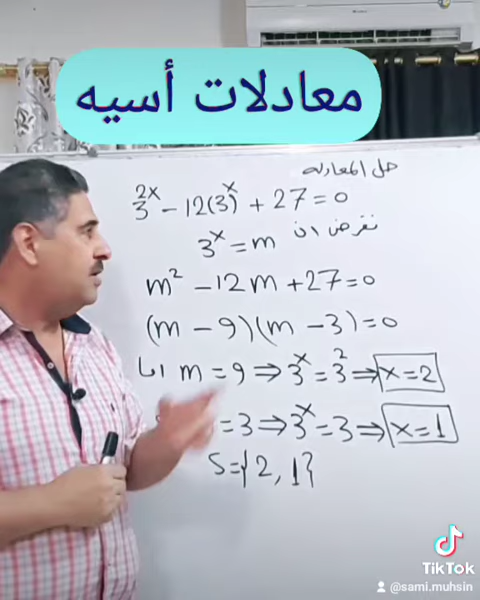 معادلات أسيه
حل المعادله
3^{2x} - 12(3)^x + 27 = 0
نفرض ان 3^x = m
m² - 12m + 27 = 0
(m - 9)(m - 3) = 0
اما m = 9 ⇒ 3^x = 3² ⇒ x = 2
= 3 ⇒ 3^x = 3 ⇒ x = 1
S = {2, 1}
TikTok
@sami.muhsin